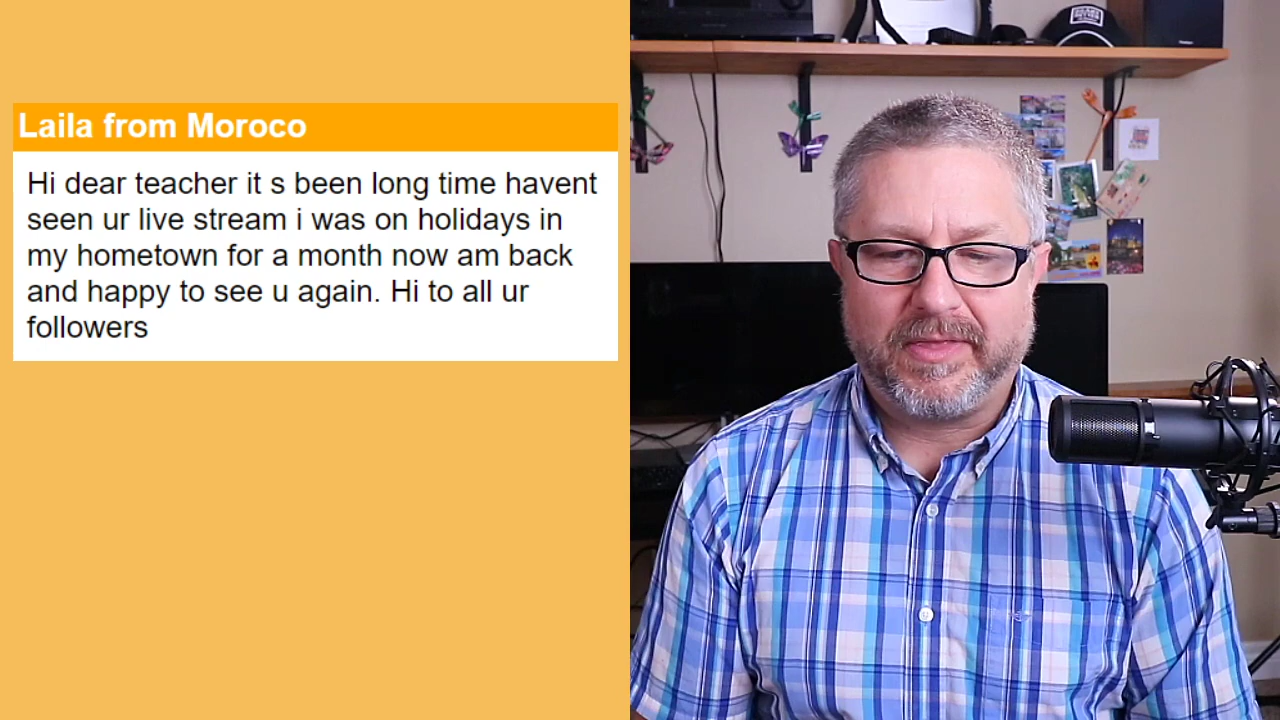 Laila from Moroco
Hi dear teacher it s been long time havent
seen ur live stream i was on holidays in
my hometown for a month now am back
and happy to see u again. Hi to all ur
followers